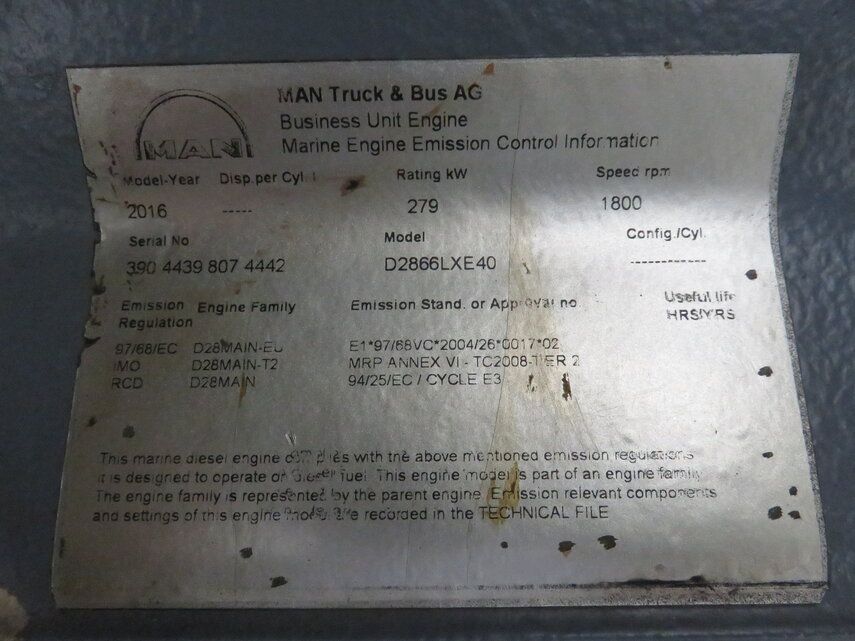 MAN
MAN Truck & Bus AG
Business Unit Engine
Marine Engine Emission Control Information
Model-Year Disp.per Cyl. Rating kW Speed rpm
2016 ----- 279 1800
Serial No Model Config./Cyl.
390 4439 807 4442 D2866LXE40 ------------
Emission Engine Family Emission Stand. or Approval no Useful life
Regulation HRS/YRS
97/68/EC D28MAIN-EU E1*97/68VC*2004/26*0017*02
IMO D28MAIN-T2 MRP ANNEX VI - TC2008-TIER 2
RCD D28MAIN 94/25/EC / CYCLE E3
This marine diesel engine complies with the above mentioned emission regulations
it is designed to operate on diesel fuel. This engine model is part of an engine family
The engine family is represented by the parent engine. Emission relevant components
and settings of this engine model are recorded in the TECHNICAL FILE